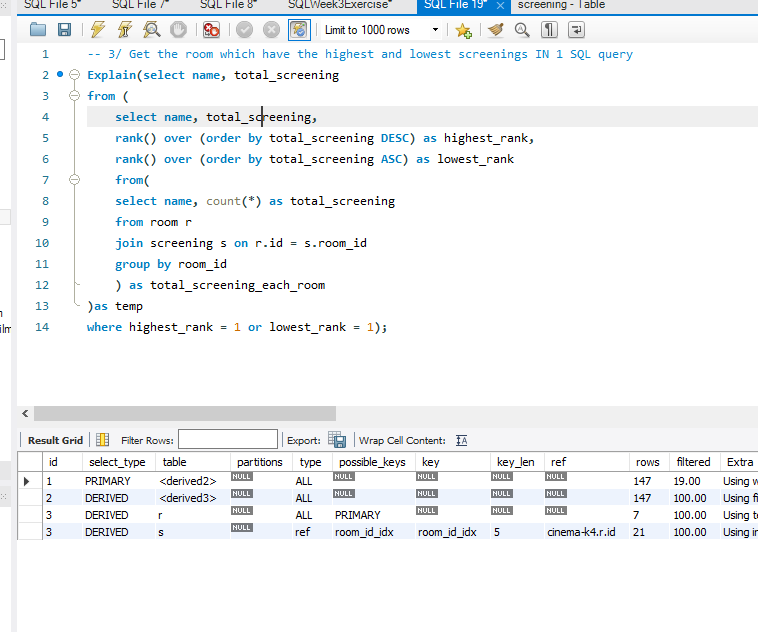 SQL File 5* SQL File 7* SQL File 8* SQLWeek3Exercise* SQL File 19* screening - Table
Limit to 1000 rows
1 -- 3/ Get the room which have the highest and lowest screenings IN 1 SQL query
2 Explain(select name, total_screening
3 from (
4 select name, total_screening,
5 rank() over (order by total_screening DESC) as highest_rank,
6 rank() over (order by total_screening ASC) as lowest_rank
7 from(
8 select name, count(*) as total_screening
9 from room r
10 join screening s on r.id = s.room_id
11 group by room_id
12 ) as total_screening_each_room
13 )as temp
14 where highest_rank = 1 or lowest_rank = 1);
Result Grid Filter Rows: Export: Wrap Cell Content:
id select_type table partitions type possible_keys key key_len ref rows filtered Extra
1 PRIMARY <derived2> NULL ALL NULL NULL NULL NULL 147 19.00 Using w
2 DERIVED <derived3> NULL ALL NULL NULL NULL NULL 147 100.00 Using fi
3 DERIVED r NULL ALL PRIMARY NULL NULL NULL 7 100.00 Using te
3 DERIVED s NULL ref room_id_idx room_id_idx 5 cinema-k4.r.id 21 100.00 Using in